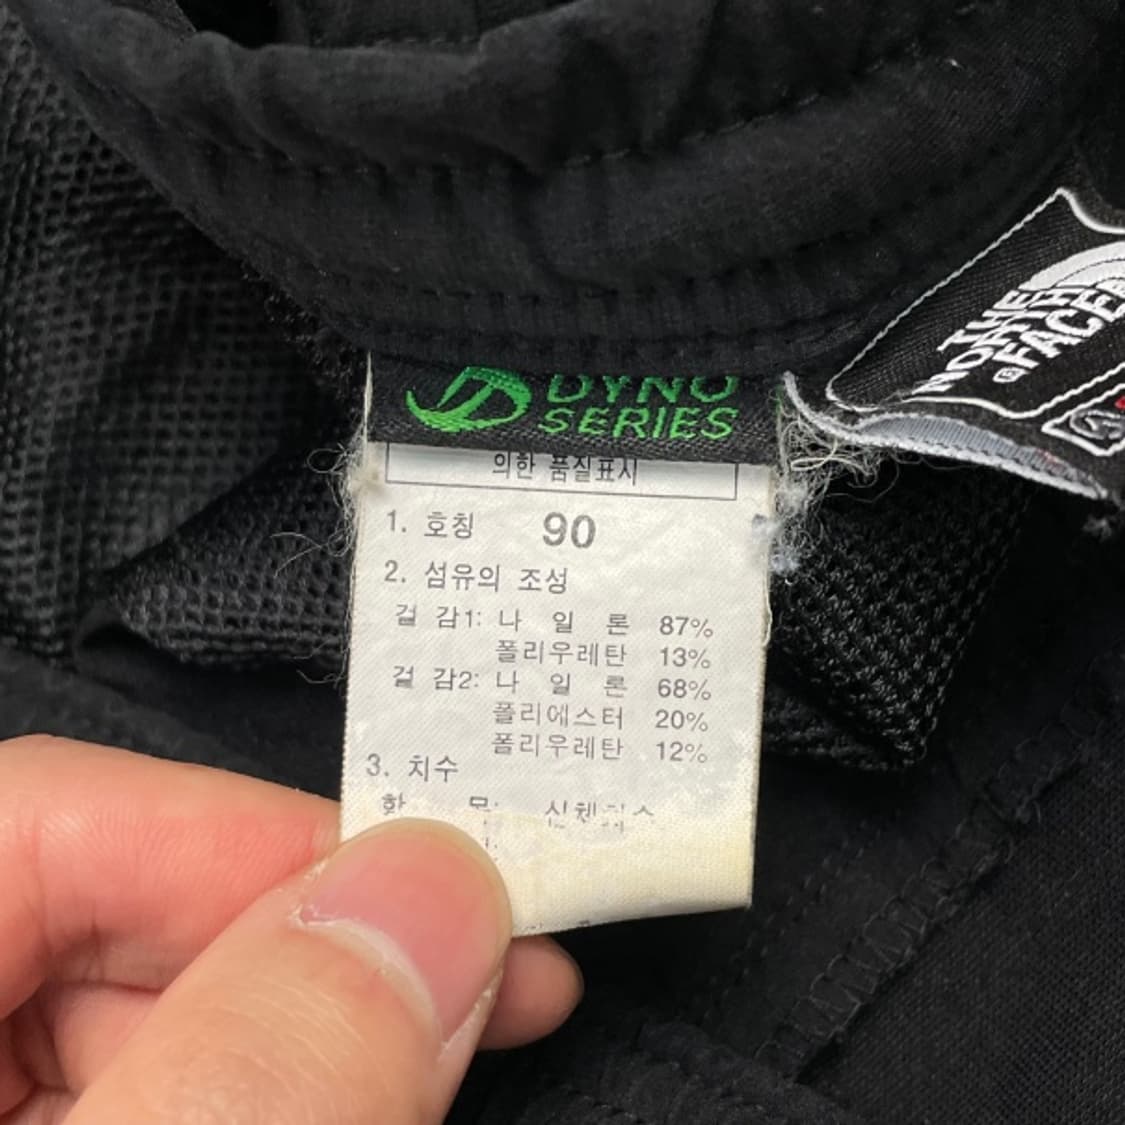 THE
NORTH
FACE
DYNO
SERIES
의한 품질표시
1. 호칭 90
2. 섬유의 조성
겉 감1: 나 일 론 87%
폴리우레탄 13%
겉 감2: 나 일 론 68%
폴리에스터 20%
폴리우레탄 12%
3. 치수